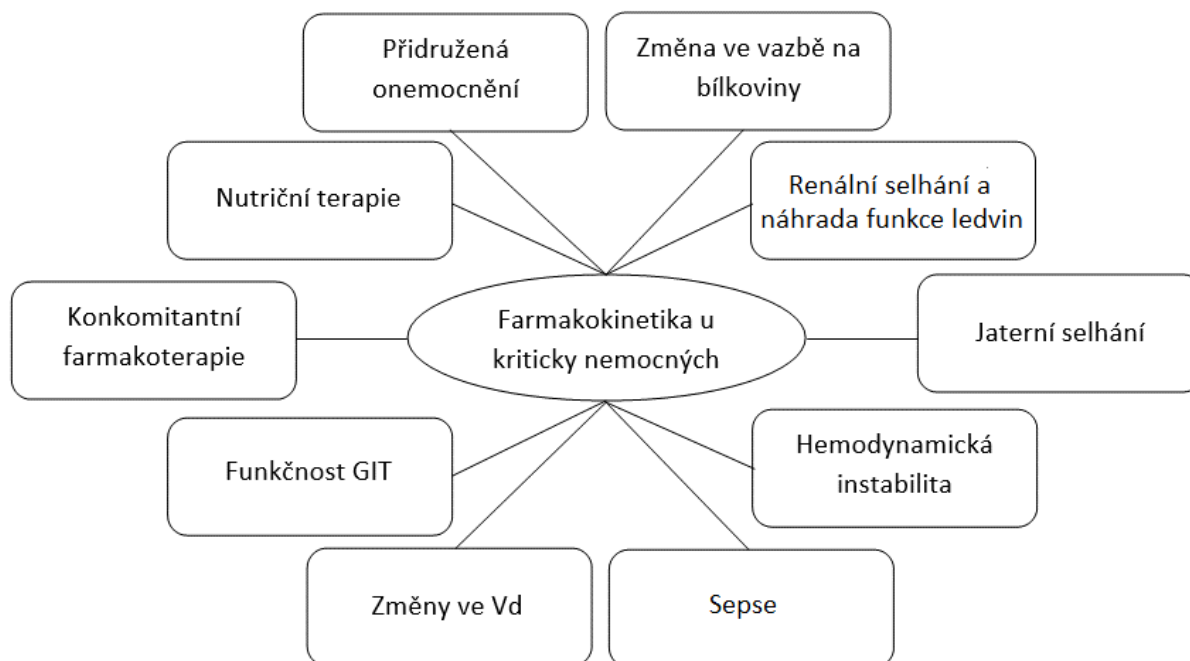 Přidružená
onemocnění
Změna ve vazbě na
bílkoviny
Nutriční terapie
Renální selhání a
náhrada funkce ledvin
Konkomitantní
farmakoterapie
Farmakokinetika u
kriticky nemocných
Jaterní selhání
Funkčnost GIT
Hemodynamická
instabilita
Změny ve Vd
Sepse